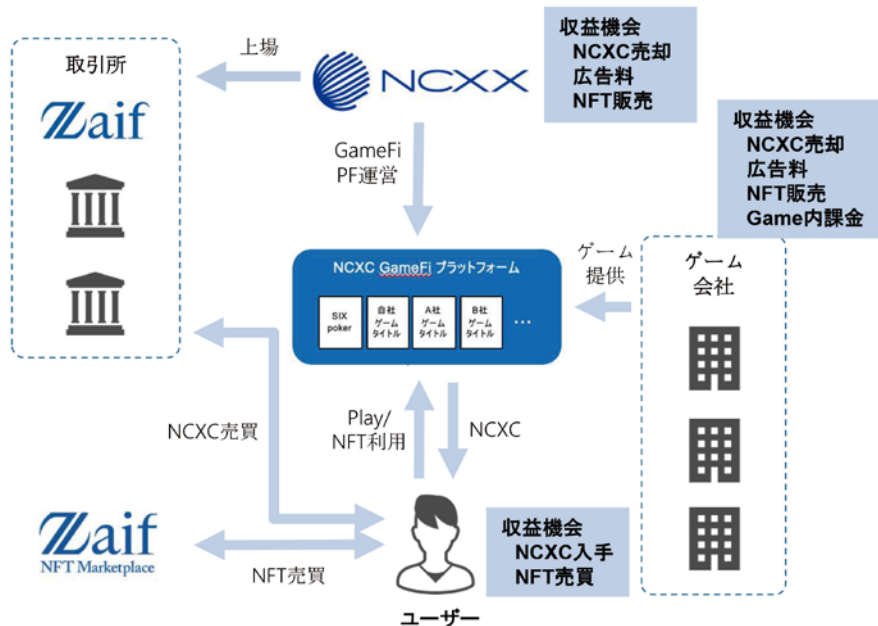 収益機会
NCXC売却
広告料
NFT販売
上場
取引所
NCXX
Zaif
収益機会
NCXC売却
広告料
NFT販売
Game内課金
GameFi
PF運営
ゲーム
提供
ゲーム
会社
NCXC GameFi プラットフォーム
SIX
poker
自社
ゲーム
タイトル
A社
ゲーム
タイトル
B社
ゲーム
タイトル
…
NCXC売買
Play/
NFT利用
NCXC
Zaif
NFT Marketplace
NFT売買
収益機会
NCXC入手
NFT売買
ユーザー